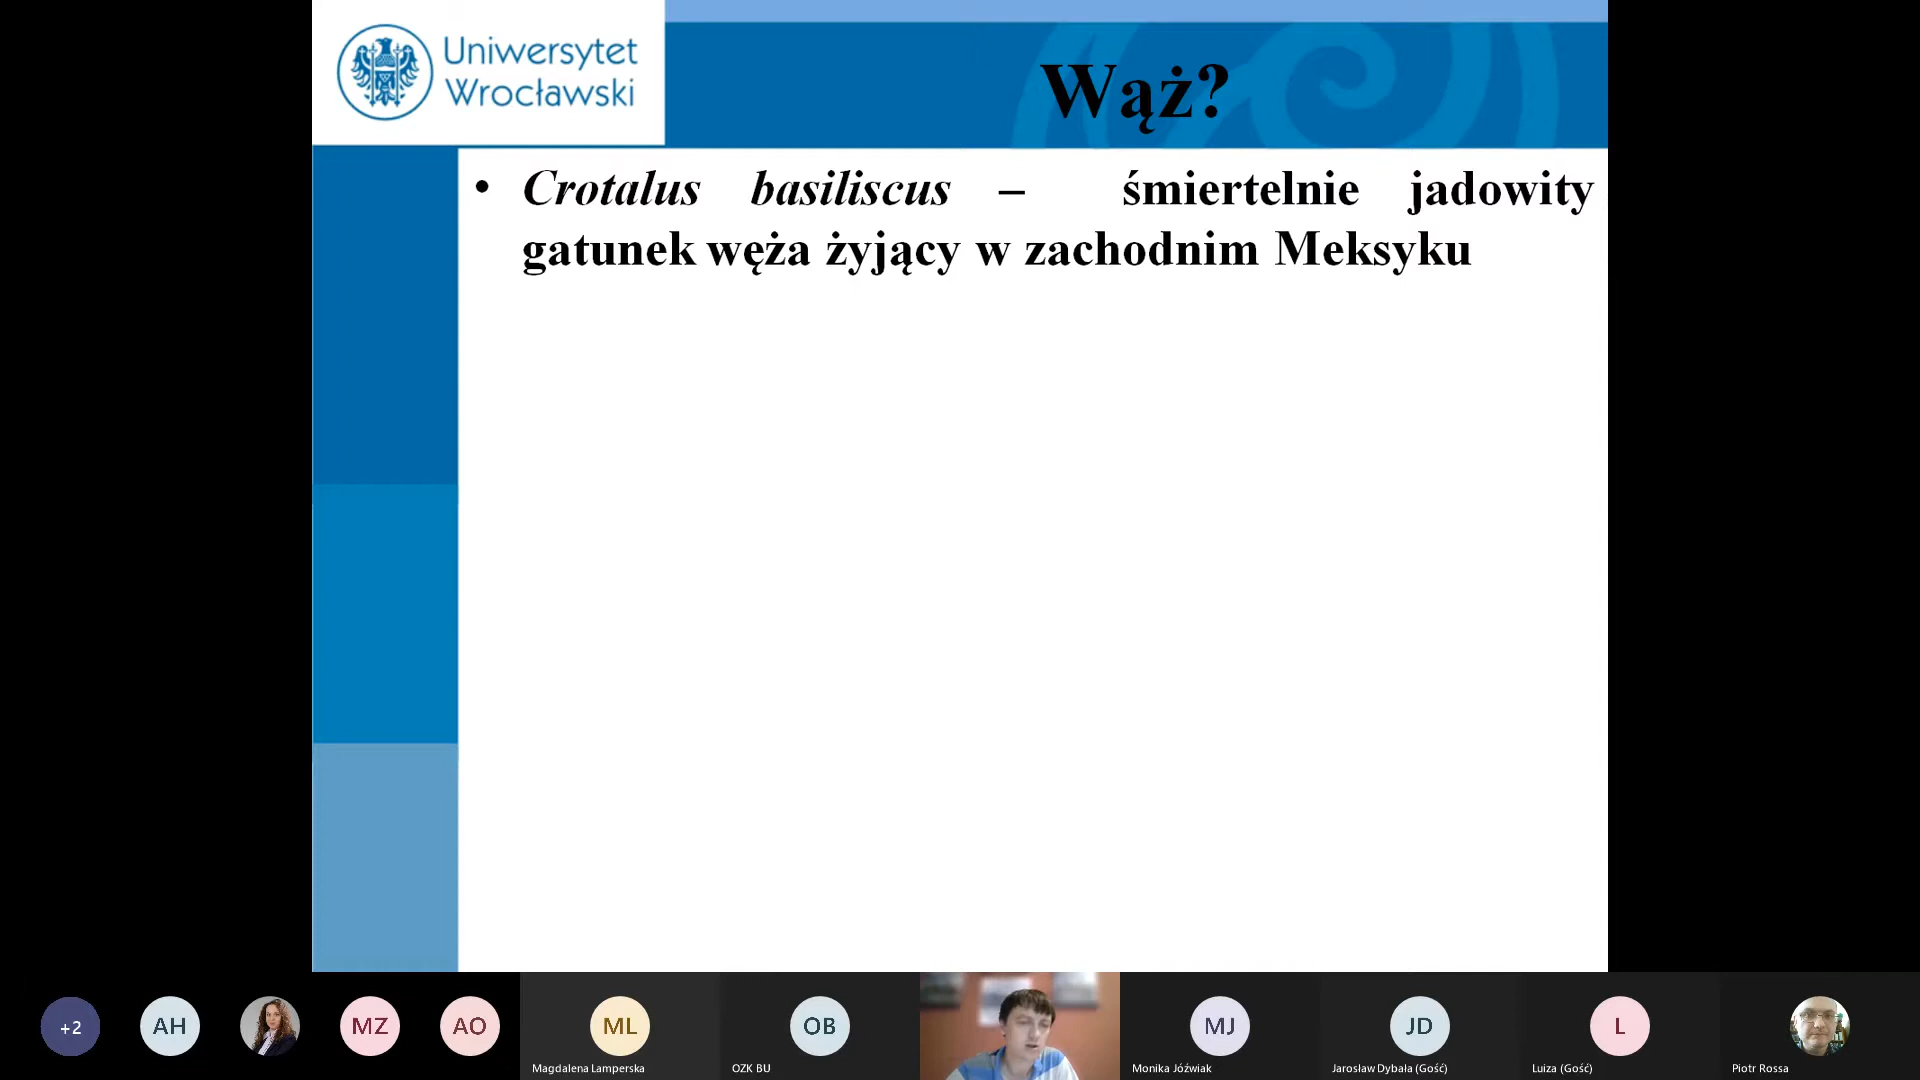 Uniwersytet
Wrocławski
Wąż?
• Crotalus basiliscus – śmiertelnie jadowity
gatunek węża żyjący w zachodnim Meksyku
+2
AH
MZ
AO
ML
OB
MJ
JD
L
Magdalena Lamperska
OZK BU
Monika Jóźwiak
Jarosław Dybała (Gość)
Luiza (Gość)
Piotr Rossa